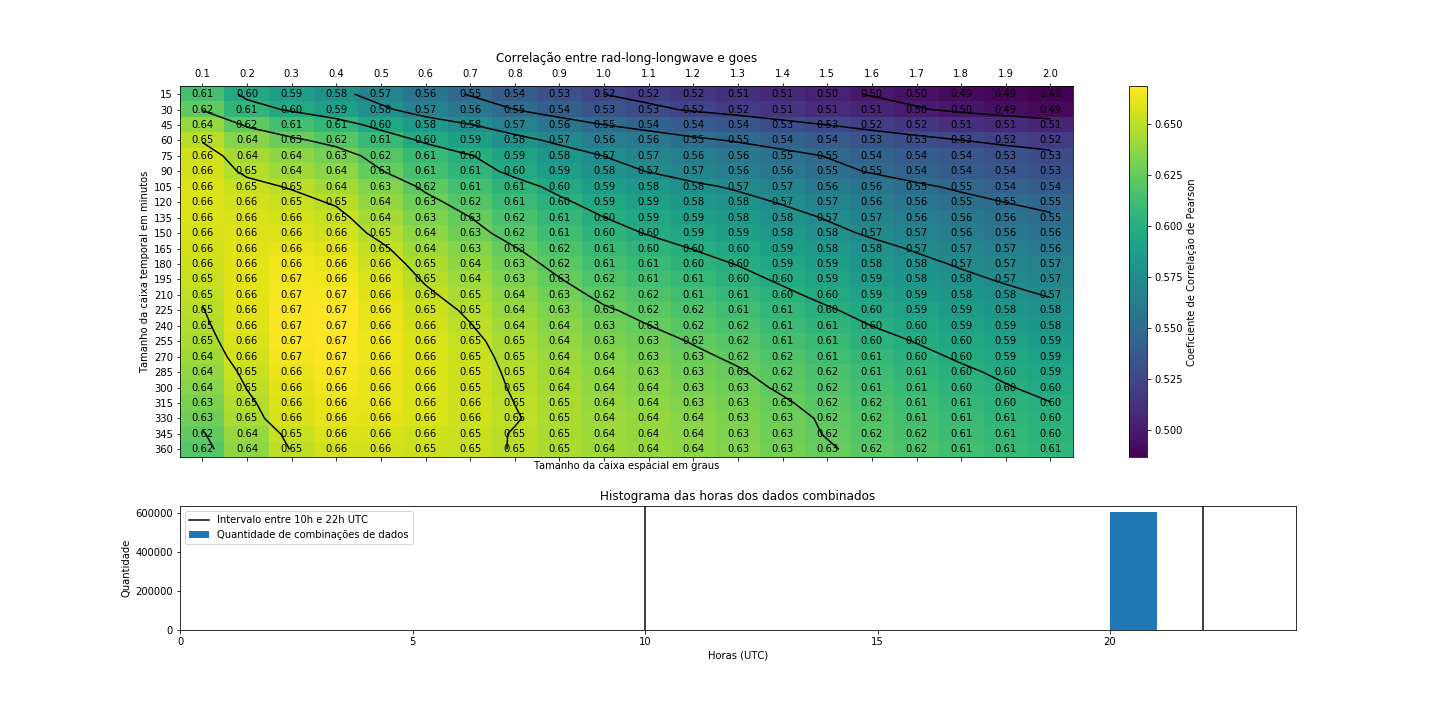 Correlação entre rad-long-longwave e goes
0.1 0.2 0.3 0.4 0.5 0.6 0.7 0.8 0.9 1.0 1.1 1.2 1.3 1.4 1.5 1.6 1.7 1.8 1.9 2.0
15 0.61 0.60 0.59 0.58 0.57 0.56 0.55 0.54 0.53 0.52 0.52 0.52 0.51 0.51 0.50 0.50 0.50 0.49 0.49 0.49
30 0.62 0.61 0.60 0.59 0.58 0.57 0.56 0.55 0.54 0.53 0.53 0.52 0.52 0.51 0.51 0.51 0.50 0.50 0.49 0.49
45 0.64 0.62 0.61 0.61 0.60 0.58 0.58 0.57 0.56 0.55 0.54 0.54 0.54 0.53 0.53 0.52 0.52 0.51 0.51 0.51
60 0.65 0.64 0.63 0.62 0.61 0.60 0.59 0.58 0.57 0.56 0.56 0.55 0.55 0.54 0.54 0.53 0.53 0.53 0.52 0.52
75 0.66 0.64 0.64 0.63 0.62 0.61 0.60 0.59 0.58 0.57 0.57 0.56 0.56 0.55 0.55 0.54 0.54 0.54 0.53 0.53
90 0.66 0.65 0.64 0.64 0.63 0.61 0.61 0.60 0.59 0.58 0.57 0.57 0.56 0.56 0.55 0.55 0.54 0.54 0.54 0.53
105 0.66 0.66 0.65 0.64 0.63 0.62 0.61 0.61 0.60 0.59 0.58 0.58 0.57 0.57 0.56 0.56 0.55 0.55 0.54 0.54
120 0.66 0.66 0.65 0.65 0.64 0.63 0.62 0.61 0.60 0.59 0.59 0.58 0.58 0.57 0.57 0.56 0.56 0.55 0.55 0.55
135 0.66 0.66 0.66 0.65 0.64 0.63 0.63 0.62 0.61 0.60 0.59 0.59 0.58 0.58 0.57 0.57 0.56 0.56 0.56 0.55
150 0.66 0.66 0.66 0.66 0.65 0.64 0.63 0.62 0.61 0.60 0.60 0.59 0.59 0.58 0.58 0.57 0.57 0.56 0.56 0.56
165 0.66 0.66 0.66 0.66 0.65 0.64 0.63 0.63 0.62 0.61 0.60 0.60 0.60 0.59 0.58 0.58 0.57 0.57 0.57 0.56
180 0.66 0.66 0.66 0.66 0.66 0.65 0.64 0.63 0.62 0.61 0.61 0.60 0.60 0.59 0.59 0.58 0.58 0.57 0.57 0.57
195 0.65 0.66 0.67 0.66 0.66 0.65 0.64 0.63 0.63 0.62 0.61 0.61 0.60 0.60 0.59 0.59 0.58 0.58 0.57 0.57
210 0.65 0.66 0.67 0.67 0.66 0.65 0.65 0.64 0.63 0.62 0.62 0.61 0.61 0.60 0.60 0.59 0.59 0.58 0.58 0.57
225 0.65 0.66 0.67 0.67 0.66 0.65 0.65 0.64 0.63 0.63 0.62 0.62 0.61 0.61 0.60 0.60 0.59 0.59 0.58 0.58
240 0.65 0.66 0.67 0.67 0.66 0.66 0.65 0.64 0.64 0.63 0.63 0.62 0.62 0.61 0.61 0.60 0.60 0.59 0.59 0.58
255 0.65 0.66 0.67 0.67 0.66 0.66 0.65 0.65 0.64 0.63 0.63 0.62 0.62 0.61 0.61 0.60 0.60 0.60 0.59 0.59
270 0.64 0.66 0.67 0.67 0.66 0.66 0.65 0.65 0.64 0.64 0.63 0.63 0.62 0.62 0.61 0.61 0.60 0.60 0.59 0.59
285 0.64 0.65 0.66 0.67 0.66 0.66 0.65 0.65 0.64 0.64 0.63 0.63 0.63 0.62 0.62 0.61 0.61 0.60 0.60 0.59
300 0.64 0.65 0.66 0.66 0.66 0.66 0.65 0.65 0.64 0.64 0.64 0.63 0.63 0.62 0.62 0.61 0.61 0.60 0.60 0.60
315 0.63 0.65 0.66 0.66 0.66 0.66 0.65 0.65 0.65 0.64 0.64 0.63 0.63 0.63 0.62 0.62 0.61 0.61 0.60 0.60
330 0.63 0.65 0.66 0.66 0.66 0.66 0.65 0.65 0.65 0.64 0.64 0.64 0.63 0.63 0.62 0.62 0.61 0.61 0.61 0.60
345 0.62 0.64 0.65 0.66 0.66 0.66 0.65 0.65 0.65 0.64 0.64 0.64 0.63 0.63 0.62 0.62 0.62 0.61 0.61 0.60
360 0.62 0.64 0.65 0.66 0.66 0.66 0.65 0.65 0.65 0.64 0.64 0.64 0.63 0.63 0.63 0.62 0.62 0.61 0.61 0.61
Tamanho da caixa temporal em minutos
Tamanho da caixa espacial em graus
0.650
0.625
0.600
0.575
0.550
0.525
0.500
Coeficiente de Correlação de Pearson
Histograma das horas dos dados combinados
Intervalo entre 10h e 22h UTC
Quantidade de combinações de dados
600000
400000
200000
0
Quantidade
0 5 10 15 20
Horas (UTC)